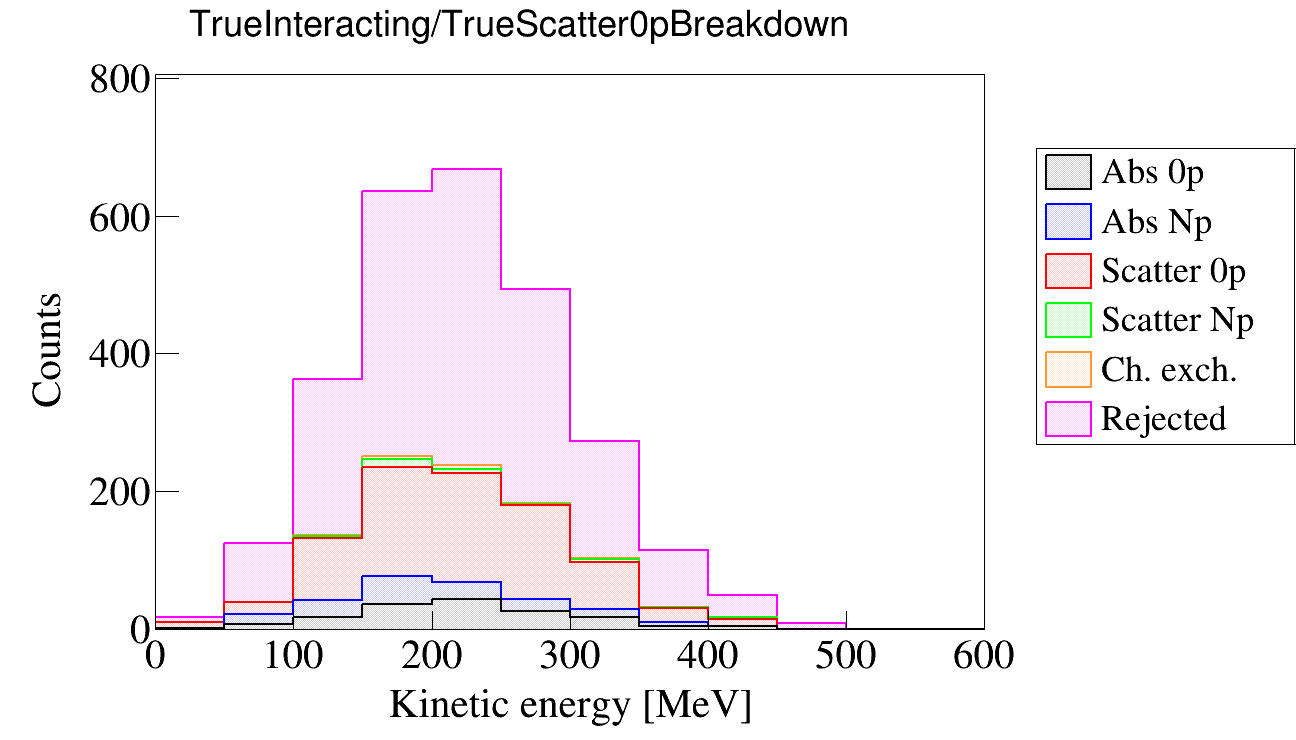 TrueInteracting/TrueScatter0pBreakdown
800
600
400
200
0
Counts
0 100 200 300 400 500 600
Kinetic energy [MeV]
Abs 0p
Abs Np
Scatter 0p
Scatter Np
Ch. exch.
Rejected